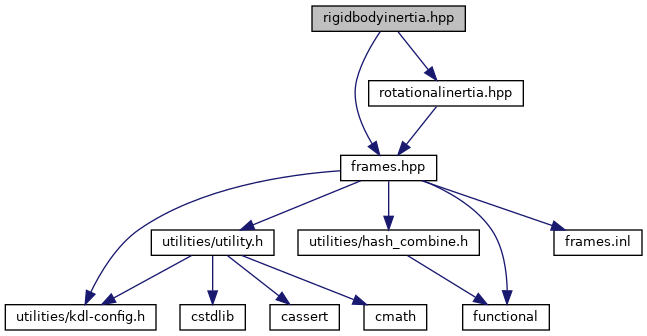 rigidbodyinertia.hpp
rotationalinertia.hpp
frames.hpp
utilities/utility.h
utilities/hash_combine.h
frames.inl
utilities/kdl-config.h
cstdlib
cassert
cmath
functional